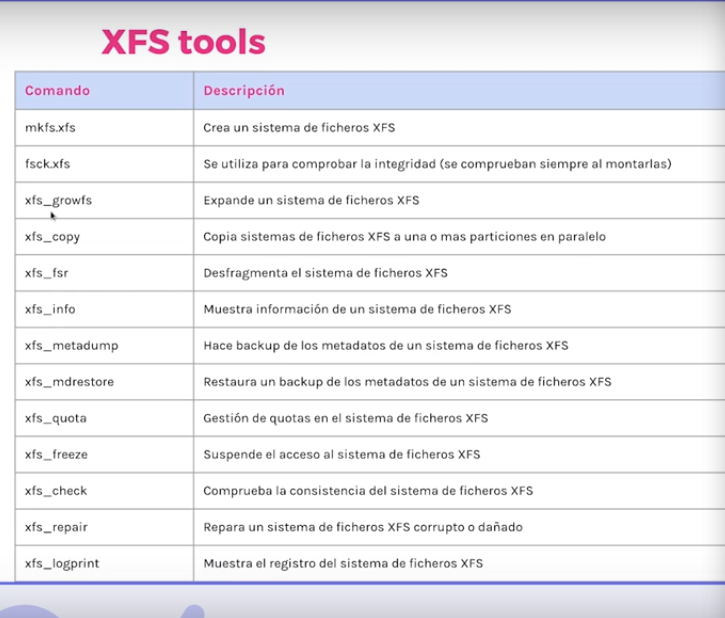 XFS tools
Comando Descripción
mkfs.xfs Crea un sistema de ficheros XFS
fsck.xfs Se utiliza para comprobar la integridad (se comprueban siempre al montarlas)
xfs_growfs Expande un sistema de ficheros XFS
xfs_copy Copia sistemas de ficheros XFS a una o mas particiones en paralelo
xfs_fsr Desfragmenta el sistema de ficheros XFS
xfs_info Muestra información de un sistema de ficheros XFS
xfs_metadump Hace backup de los metadatos de un sistema de ficheros XFS
xfs_mdrestore Restaura un backup de los metadatos de un sistema de ficheros XFS
xfs_quota Gestión de quotas en el sistema de ficheros XFS
xfs_freeze Suspende el acceso al sistema de ficheros XFS
xfs_check Comprueba la consistencia del sistema de ficheros XFS
xfs_repair Repara un sistema de ficheros XFS corrupto o dañado
xfs_logprint Muestra el registro del sistema de ficheros XFS